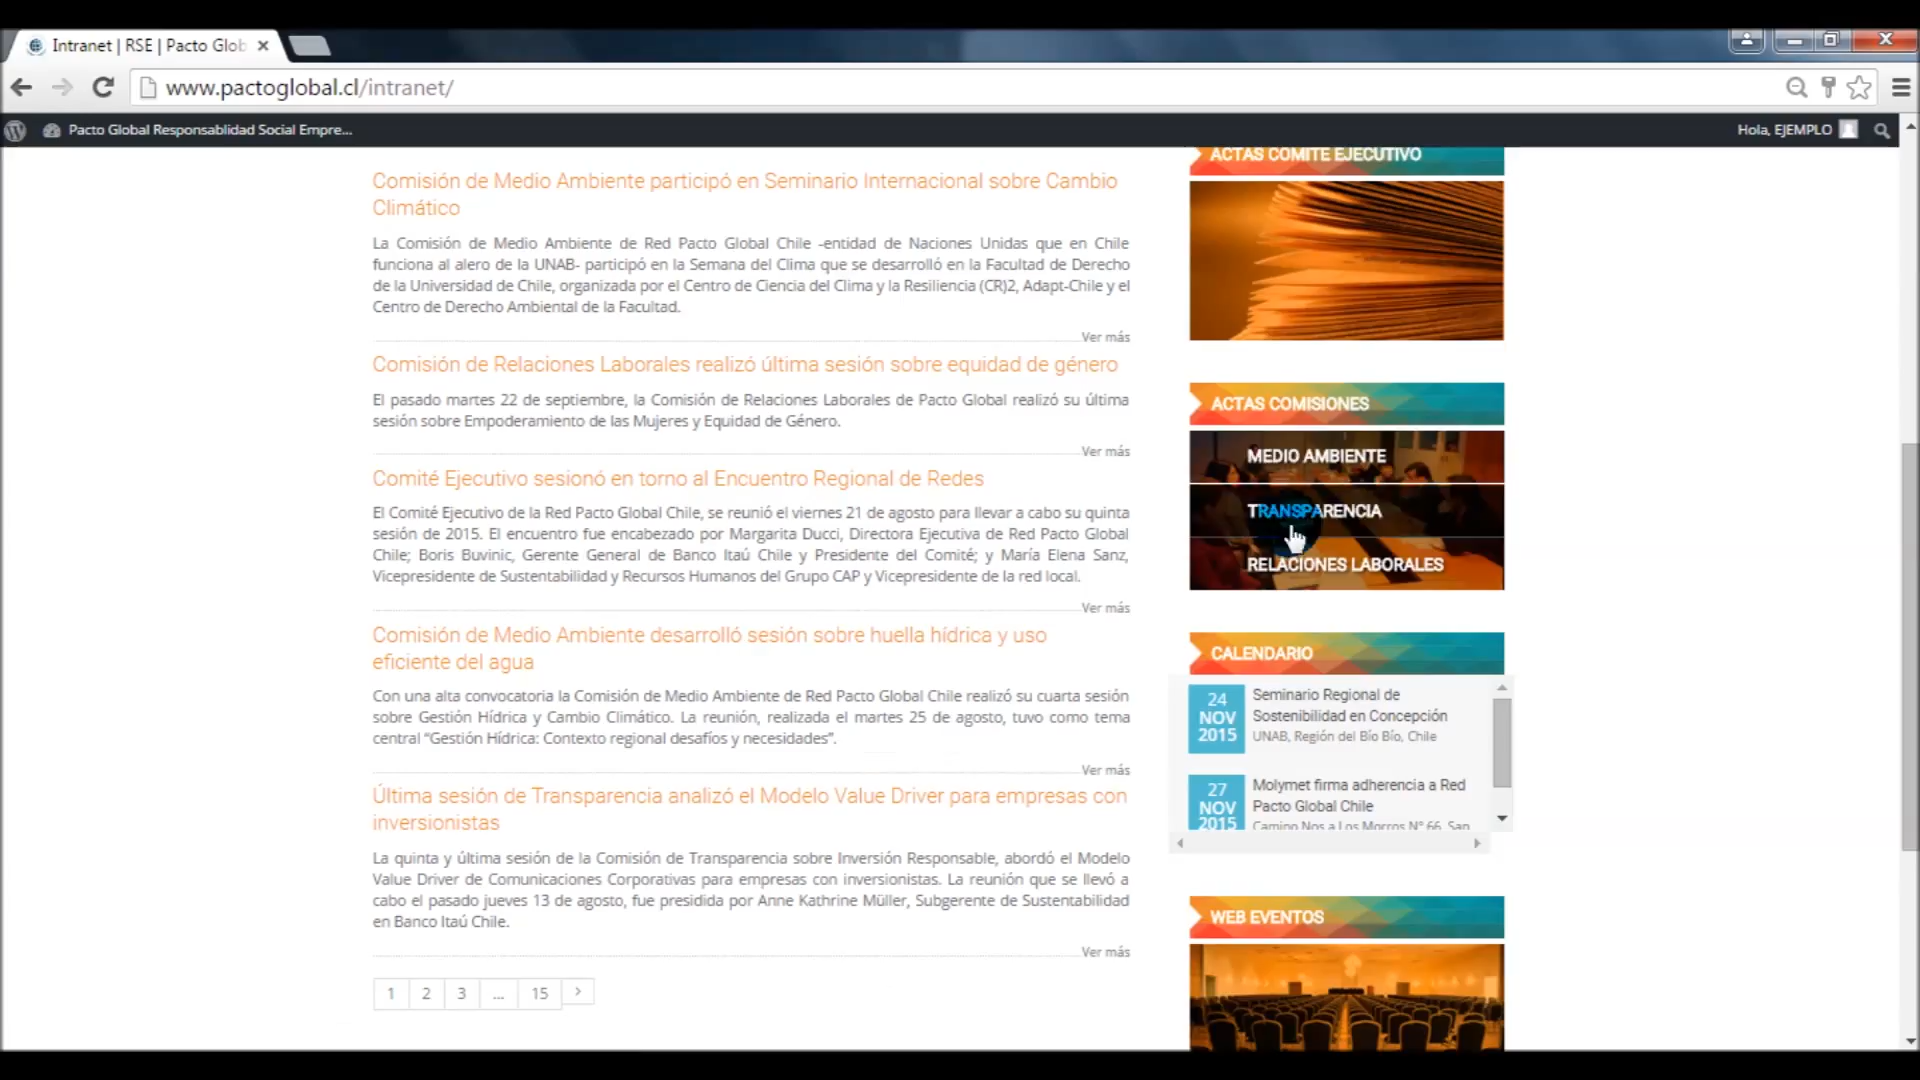 Intranet | RSE | Pacto Glob
www.pactoglobal.cl/intranet/
Pacto Global Responsablidad Social Empre...
Hola, EJEMPLO
Comisión de Medio Ambiente participó en Seminario Internacional sobre Cambio
Climático
La Comisión de Medio Ambiente de Red Pacto Global Chile -entidad de Naciones Unidas que en Chile
funciona al alero de la UNAB- participó en la Semana del Clima que se desarrolló en la Facultad de Derecho
de la Universidad de Chile, organizada por el Centro de Ciencia del Clima y la Resiliencia (CR)2, Adapt-Chile y el
Centro de Derecho Ambiental de la Facultad.
Ver más
Comisión de Relaciones Laborales realizó última sesión sobre equidad de género
El pasado martes 22 de septiembre, la Comisión de Relaciones Laborales de Pacto Global realizó su última
sesión sobre Empoderamiento de las Mujeres y Equidad de Género.
Ver más
Comité Ejecutivo sesionó en torno al Encuentro Regional de Redes
El Comité Ejecutivo de la Red Pacto Global Chile, se reunió el viernes 21 de agosto para llevar a cabo su quinta
sesión de 2015. El encuentro fue encabezado por Margarita Ducci, Directora Ejecutiva de Red Pacto Global
Chile; Boris Buvinic, Gerente General de Banco Itaú Chile y Presidente del Comité; y María Elena Sanz,
Vicepresidente de Sustentabilidad y Recursos Humanos del Grupo CAP y Vicepresidente de la red local.
Ver más
Comisión de Medio Ambiente desarrolló sesión sobre huella hídrica y uso
eficiente del agua
Con una alta convocatoria la Comisión de Medio Ambiente de Red Pacto Global Chile realizó su cuarta sesión
sobre Gestión Hídrica y Cambio Climático. La reunión, realizada el martes 25 de agosto, tuvo como tema
central “Gestión Hídrica: Contexto regional desafíos y necesidades”.
Ver más
Última sesión de Transparencia analizó el Modelo Value Driver para empresas con
inversionistas
La quinta y última sesión de la Comisión de Transparencia sobre Inversión Responsable, abordó el Modelo
Value Driver de Comunicaciones Corporativas para empresas con inversionistas. La reunión que se llevó a
cabo el pasado jueves 13 de agosto, fue presidida por Anne Kathrine Müller, Subgerente de Sustentabilidad
en Banco Itaú Chile.
Ver más
1 2 3 ... 15 >
ACTAS COMITE EJECUTIVO
ACTAS COMISIONES
MEDIO AMBIENTE
TRANSPARENCIA
RELACIONES LABORALES
CALENDARIO
24
NOV
2015
Seminario Regional de
Sostenibilidad en Concepción
UNAB, Región del Bío Bío, Chile
27
NOV
2015
Molymet firma adherencia a Red
Pacto Global Chile
Camino Nos a Los Morros N° 66, San
WEB EVENTOS